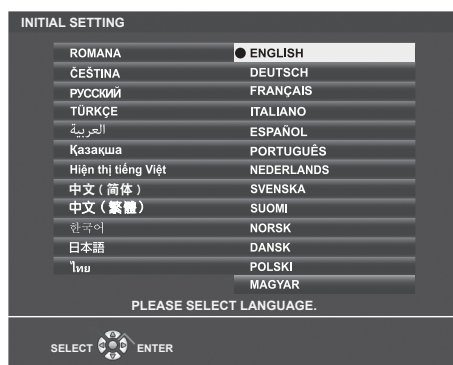 INITIAL SETTING
ROMANA
ČEŠTINA
РУССКИЙ
TÜRKÇE
العربية
Қазақша
Hiện thị tiếng Việt
中文 ( 简体 )
中文 ( 繁體 )
한국어
日本語
ไทย
ENGLISH
DEUTSCH
FRANÇAIS
ITALIANO
ESPAÑOL
PORTUGUÊS
NEDERLANDS
SVENSKA
SUOMI
NORSK
DANSK
POLSKI
MAGYAR
PLEASE SELECT LANGUAGE.
SELECT ENTER